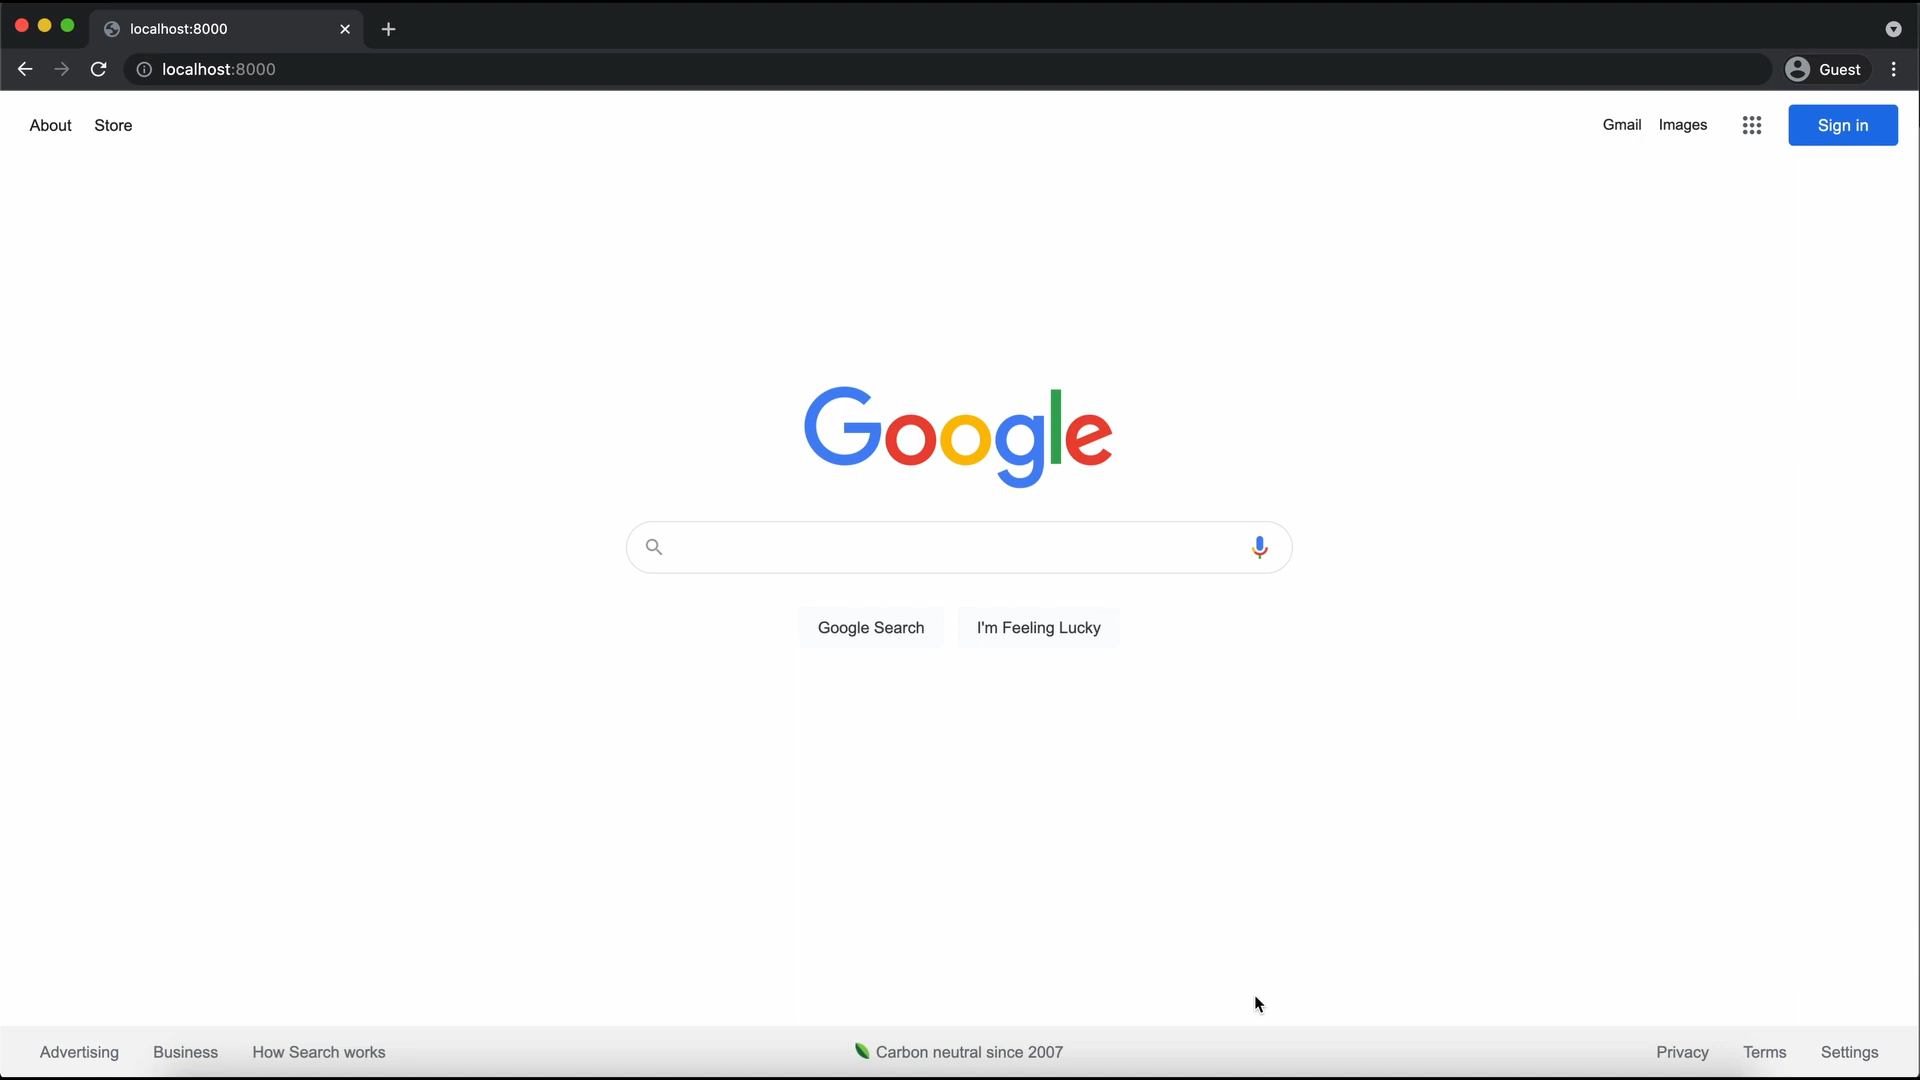 localhost:8000
localhost:8000
Guest
About Store
Gmail Images
Sign in
Google
Google Search
I'm Feeling Lucky
Advertising Business How Search works
Carbon neutral since 2007
Privacy Terms Settings